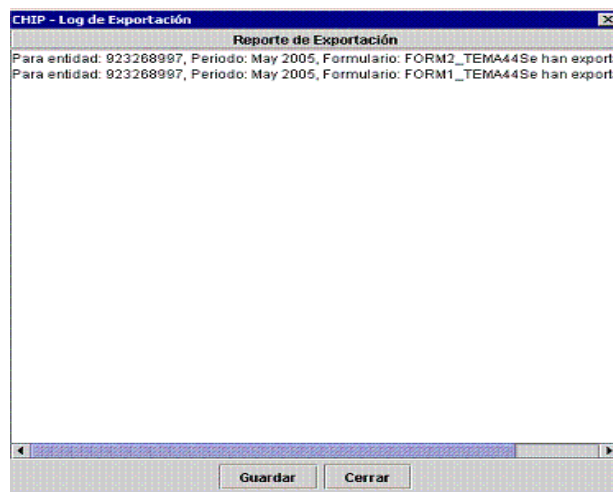 CHIP - Log de Exportación
Reporte de Exportación
Para entidad: 923268997, Periodo: May 2005, Formulario: FORM2_TEMA44Se han export
Para entidad: 923268997, Periodo: May 2005, Formulario: FORM1_TEMA44Se han export
Guardar Cerrar